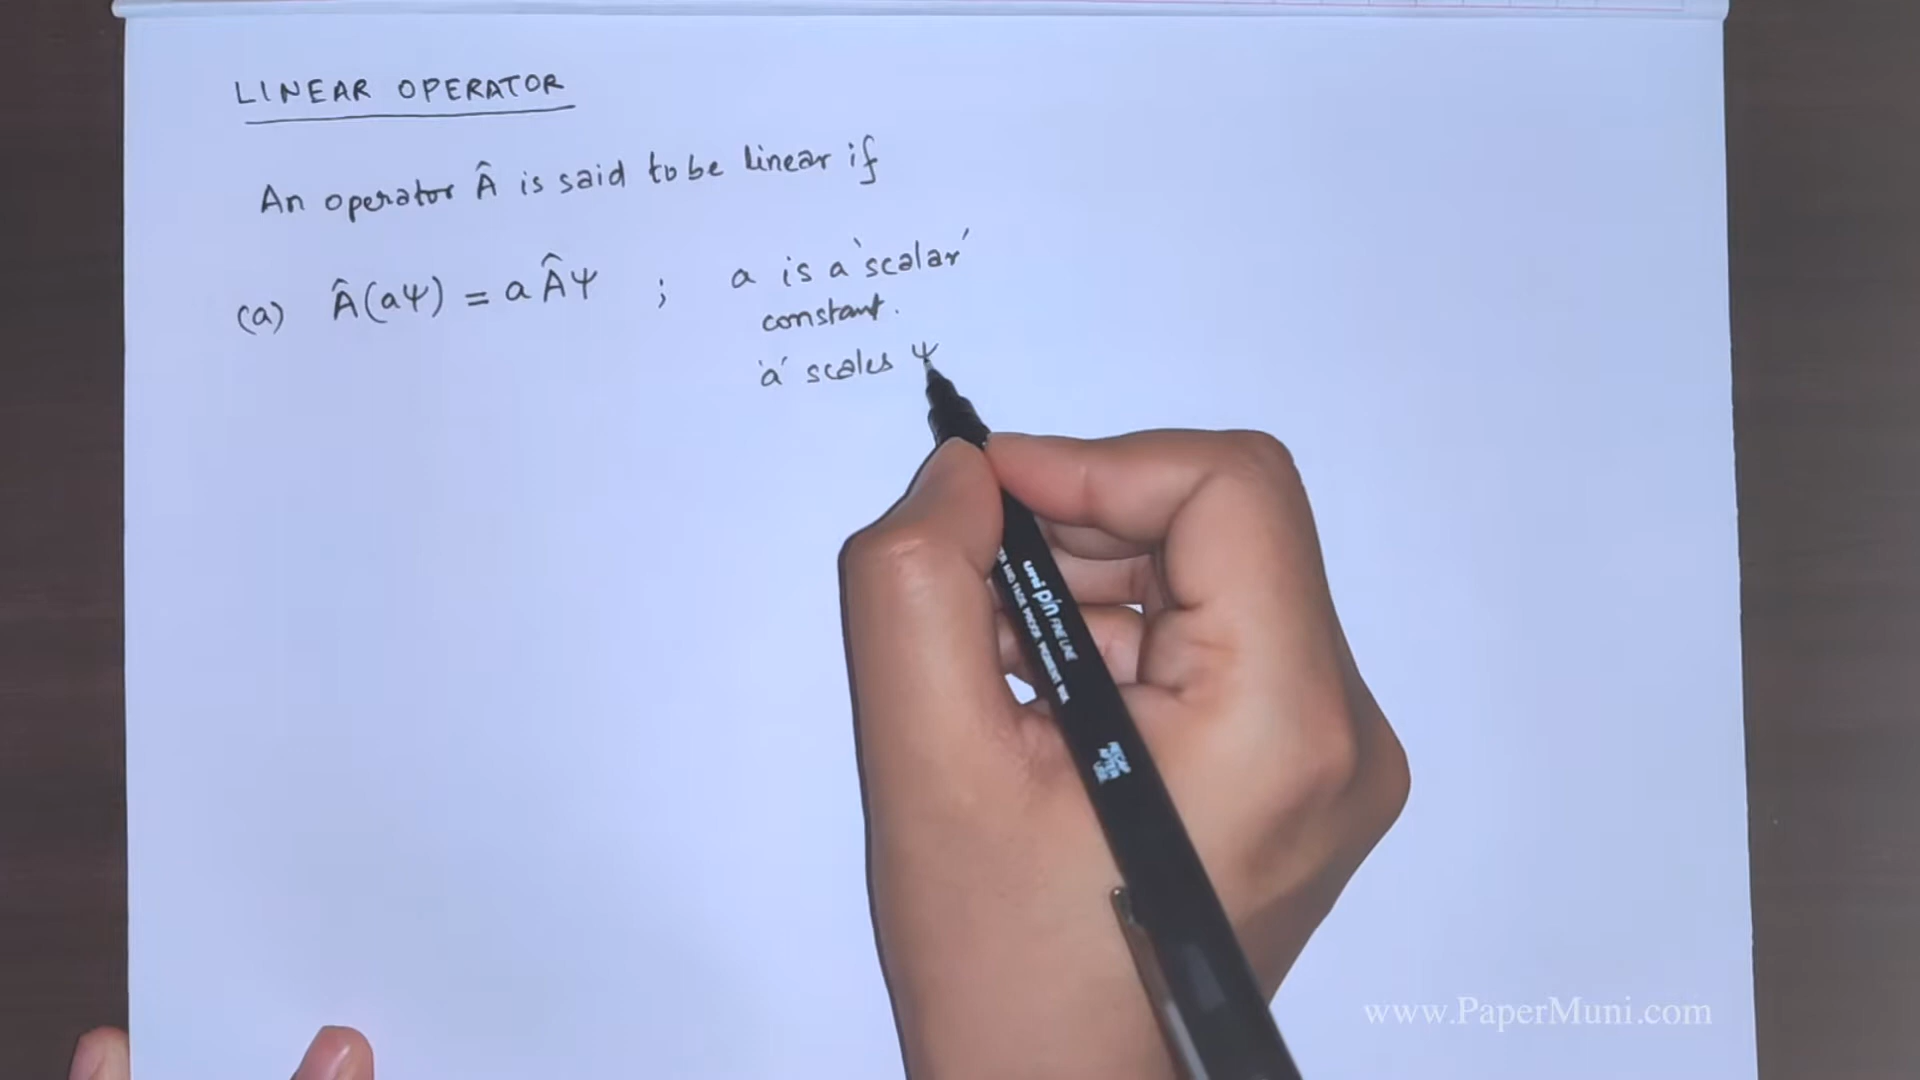 LINEAR OPERATOR
An operator Â is said to be linear if
(a) Â(aΨ) = a ÂΨ ; a is a 'scalar'
constant.
'a' scales Ψ
uni pin FINE LINE
www.PaperMuni.com